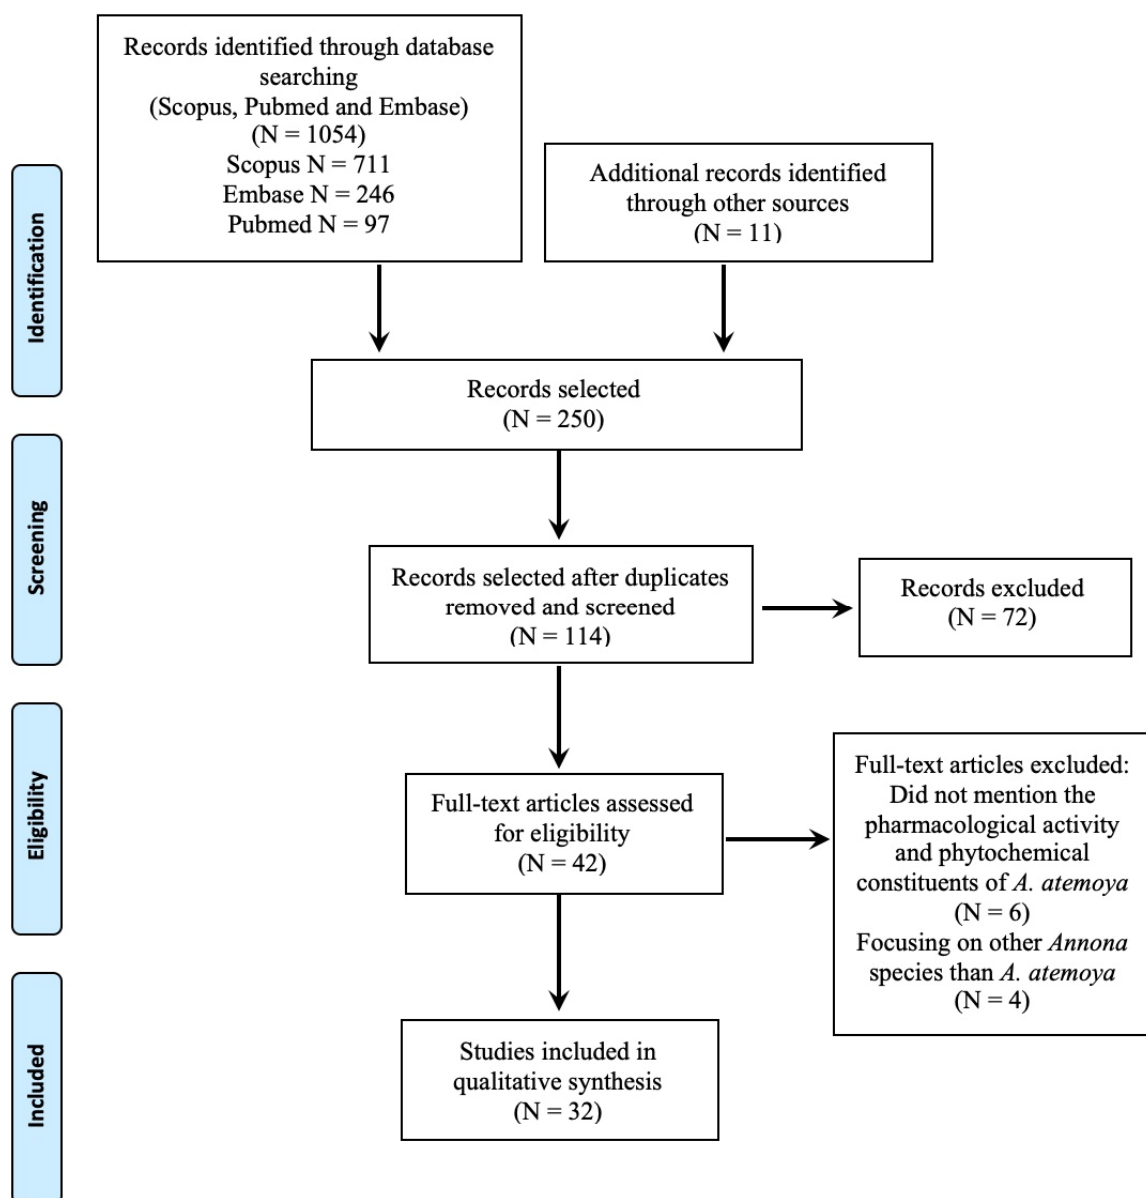 Records identified through database
searching
(Scopus, Pubmed and Embase)
(N = 1054)
Scopus N = 711
Embase N = 246
Pubmed N = 97
Additional records identified
through other sources
(N = 11)
Identification
Records selected
(N = 250)
Screening
Records selected after duplicates
removed and screened
(N = 114)
Records excluded
(N = 72)
Eligibility
Full-text articles assessed
for eligibility
(N = 42)
Full-text articles excluded:
Did not mention the
pharmacological activity
and phytochemical
constituents of A. atemoya
(N = 6)
Focusing on other Annona
species than A. atemoya
(N = 4)
Included
Studies included in
qualitative synthesis
(N = 32)